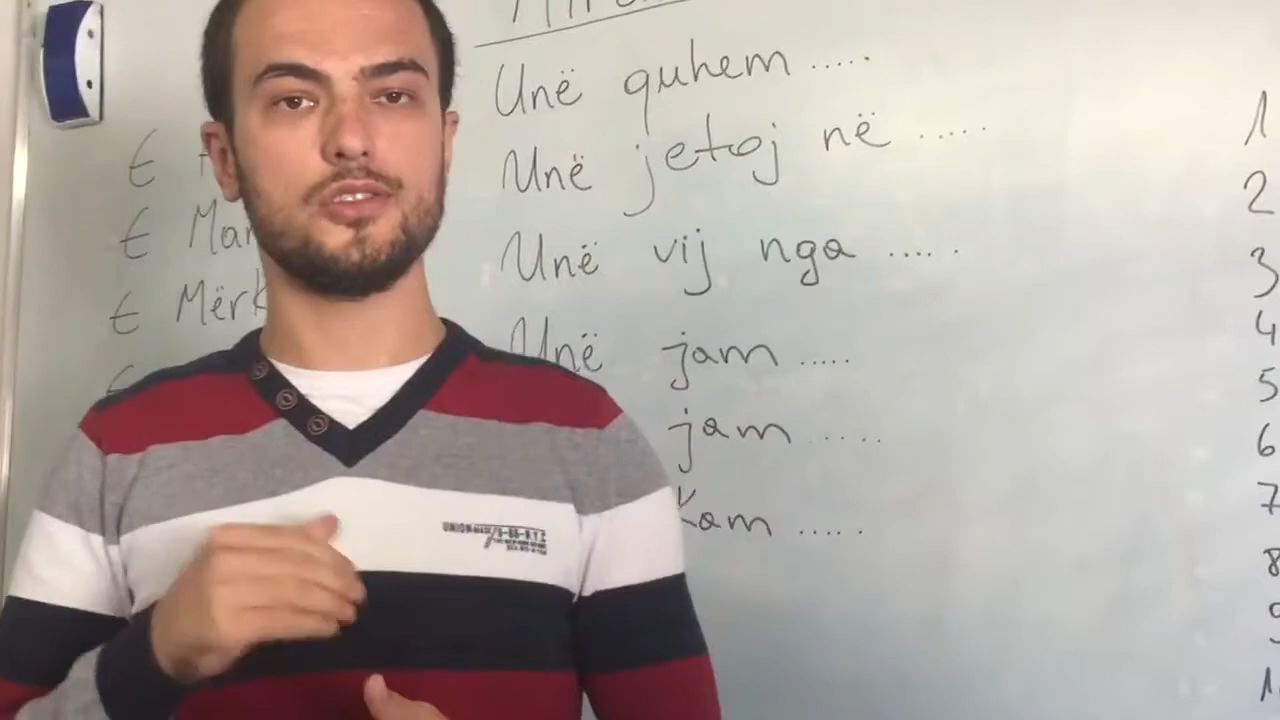 Unë quhem .....
Unë jetoj në .....
Unë vij nga .....
Unë jam .....
jam .....
Kam .....
€
€
€ Mërk
1
2
3
4
5
6
7
8
9
UNION